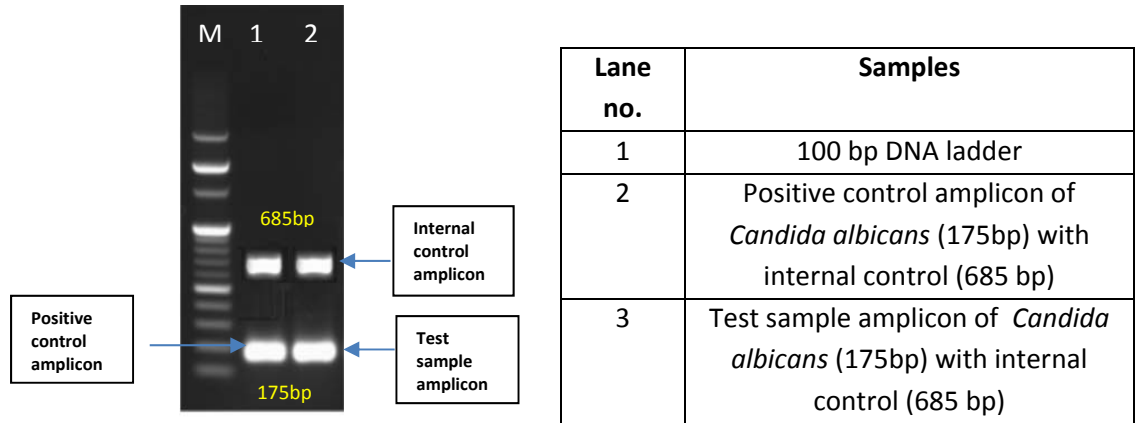 M 1 2
685bp
Internal
control
amplicon
Positive
control
amplicon
Test
sample
amplicon
175bp
Lane
no.
Samples
1
100 bp DNA ladder
2
Positive control amplicon of
Candida albicans (175bp) with
internal control (685 bp)
3
Test sample amplicon of Candida
albicans (175bp) with internal
control (685 bp)